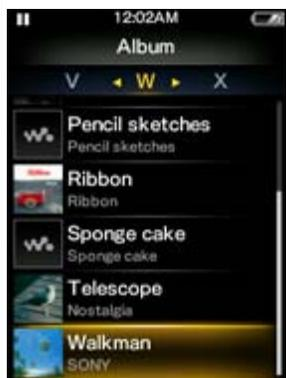 12:02AM
Album
V W X
Pencil sketches
Pencil sketches
Ribbon
Ribbon
Sponge cake
Sponge cake
Telescope
Nostalgia
Walkman
SONY